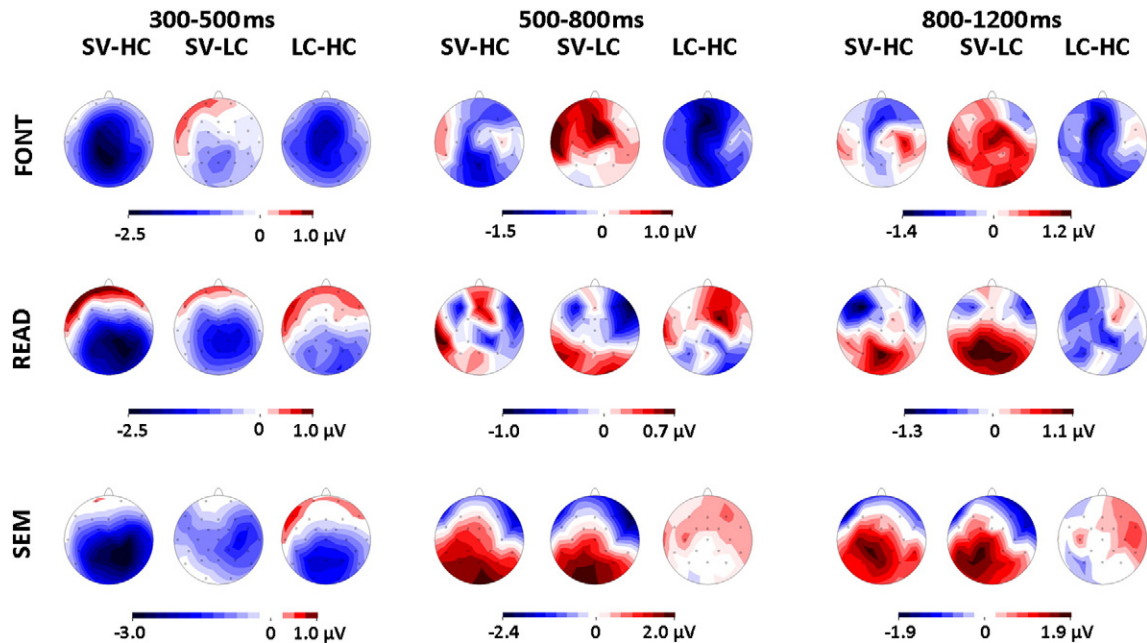 300-500ms 500-800ms 800-1200ms
SV-HC SV-LC LC-HC SV-HC SV-LC LC-HC SV-HC SV-LC LC-HC
FONT
-2.5 0 1.0 µV -1.5 0 1.0 µV -1.4 0 1.2 µV
READ
-2.5 0 1.0 µV -1.0 0 0.7 µV -1.3 0 1.1 µV
SEM
-3.0 0 1.0 µV -2.4 0 2.0 µV -1.9 0 1.9 µV